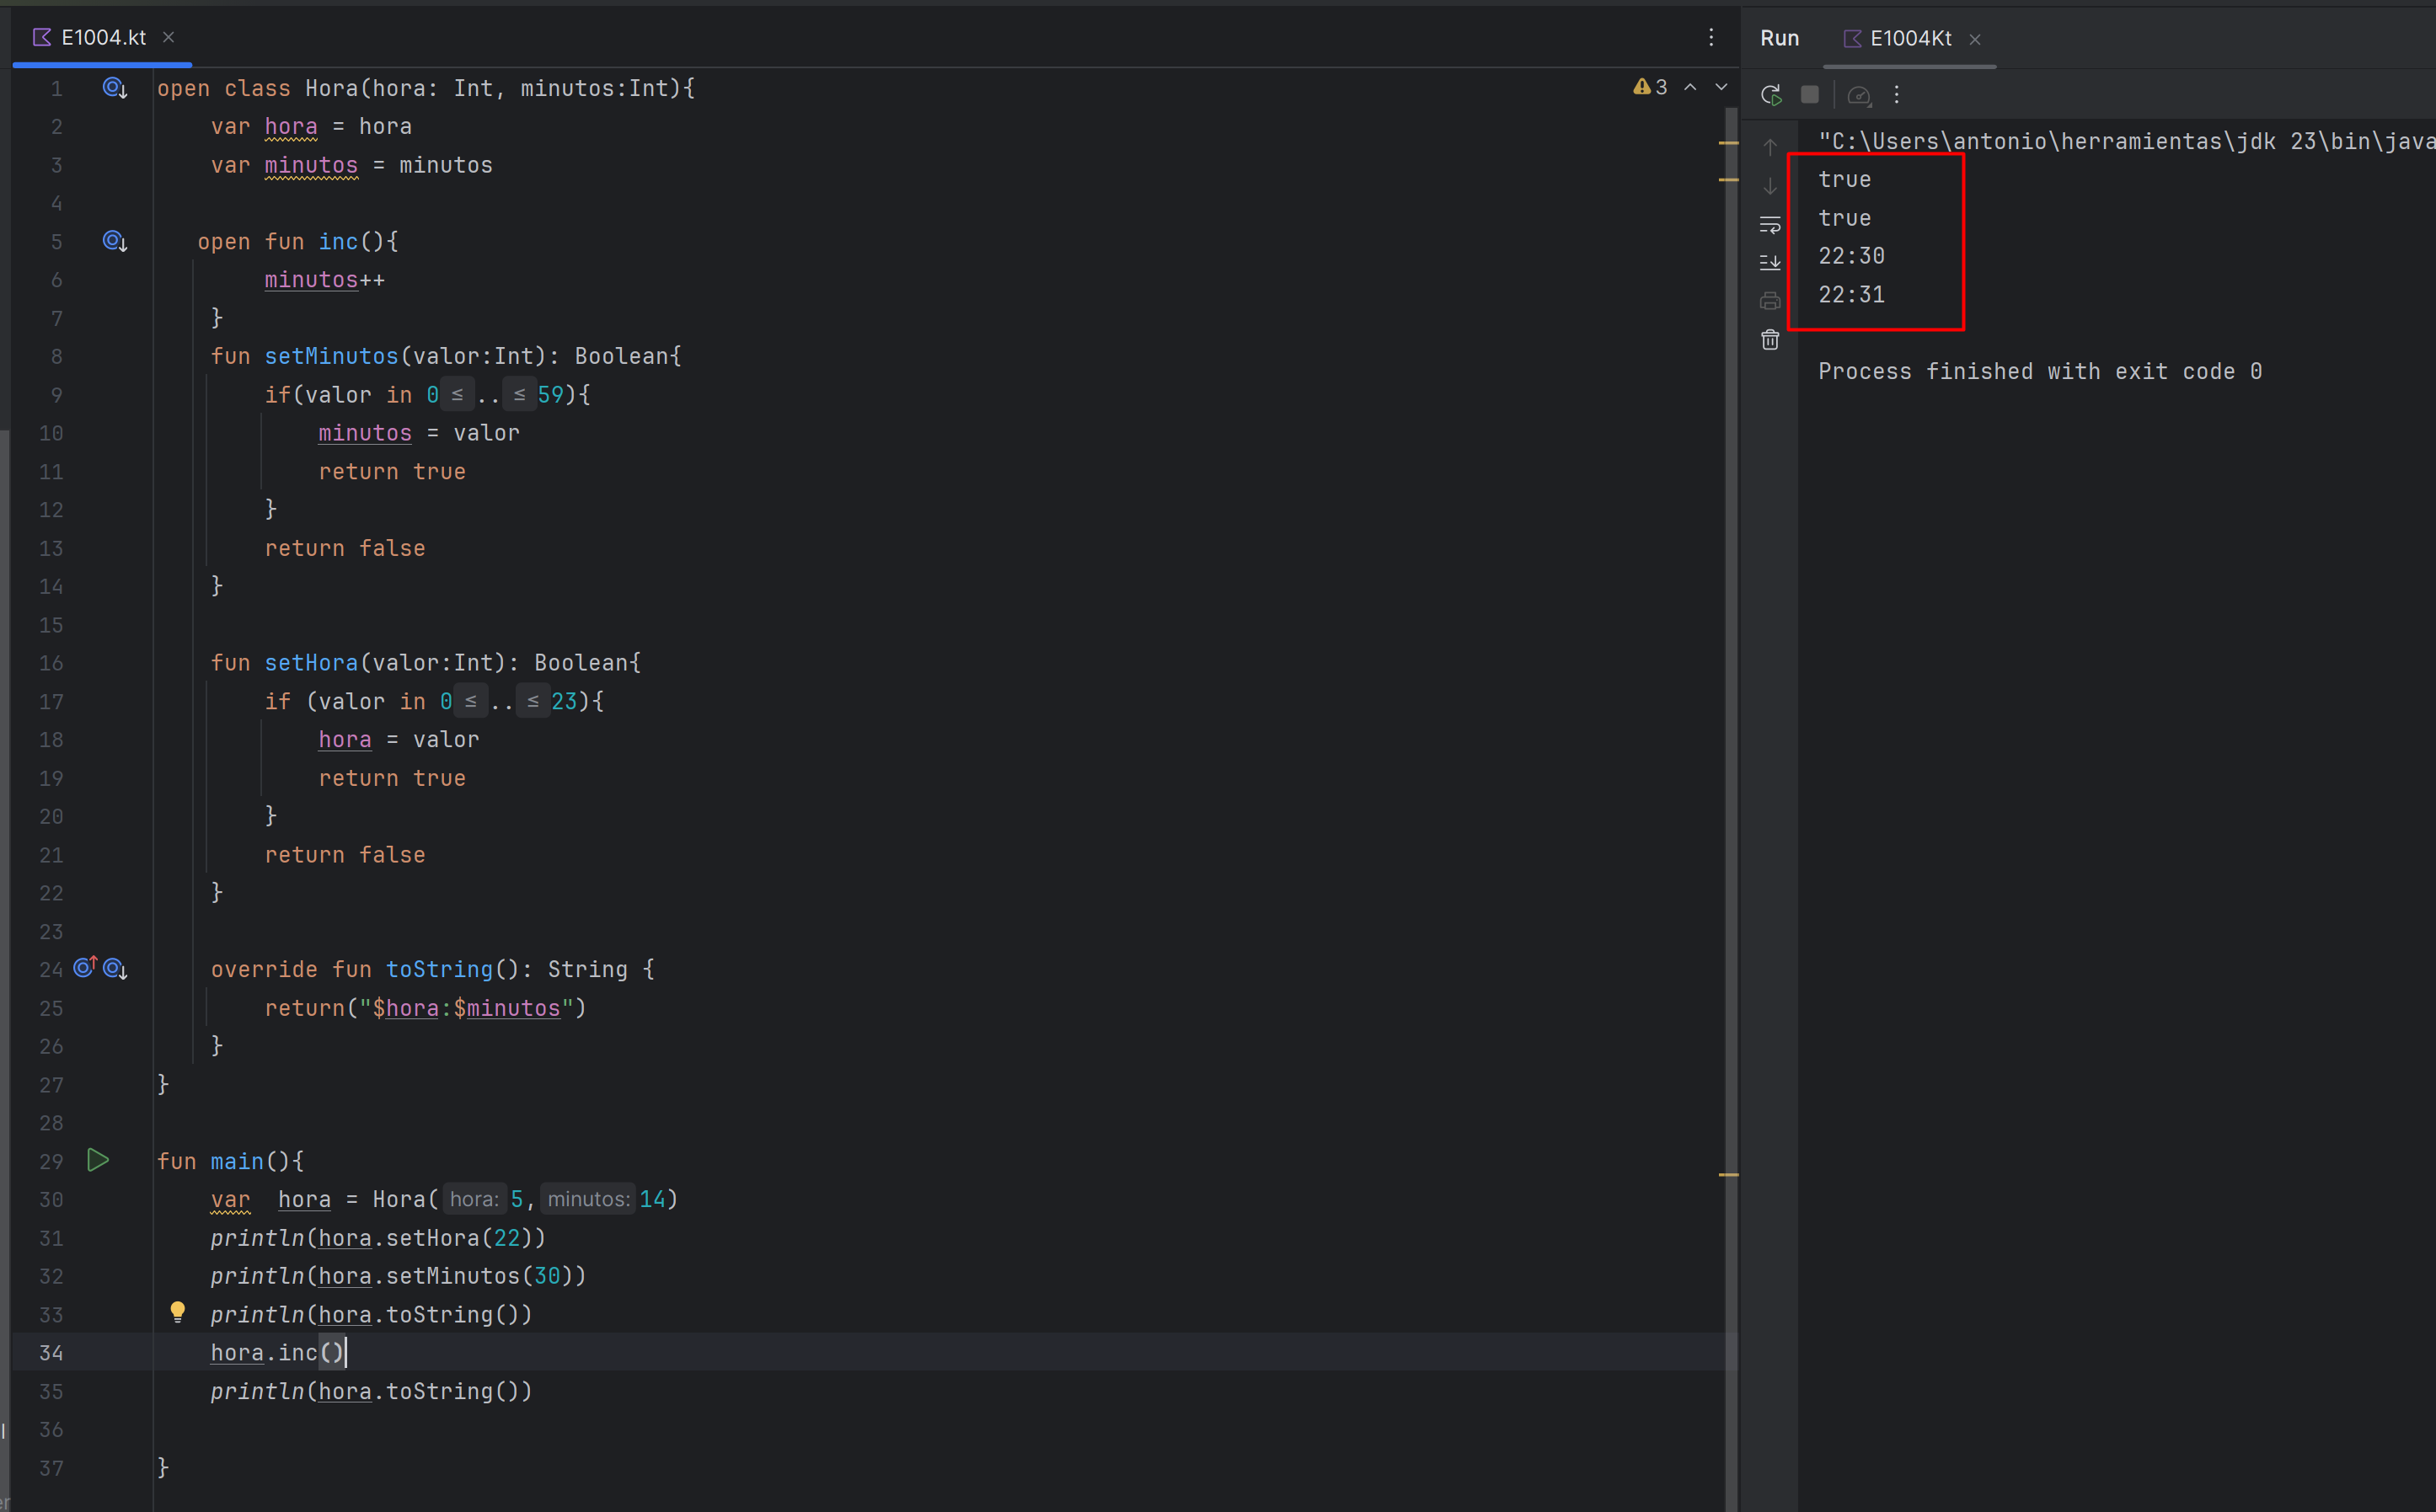 E1004.kt
3
1 open class Hora(hora: Int, minutos:Int){
2     var hora = hora
3     var minutos = minutos
4
5    open fun inc(){
6         minutos++
7     }
8     fun setMinutos(valor:Int): Boolean{
9         if(valor in 0 ≤ .. ≤ 59){
10             minutos = valor
11             return true
12         }
13         return false
14     }
15
16     fun setHora(valor:Int): Boolean{
17         if (valor in 0 ≤ .. ≤ 23){
18             hora = valor
19             return true
20         }
21         return false
22     }
23
24     override fun toString(): String {
25         return("$hora:$minutos")
26     }
27 }
28
29 fun main(){
30     var  hora = Hora( hora: 5, minutos: 14)
31     println(hora.setHora(22))
32     println(hora.setMinutos(30))
33     println(hora.toString())
34     hora.inc()
35     println(hora.toString())
36
37 }
Run E1004Kt
"C:\Users\antonio\herramientas\jdk 23\bin\java
true
true
22:30
22:31
Process finished with exit code 0